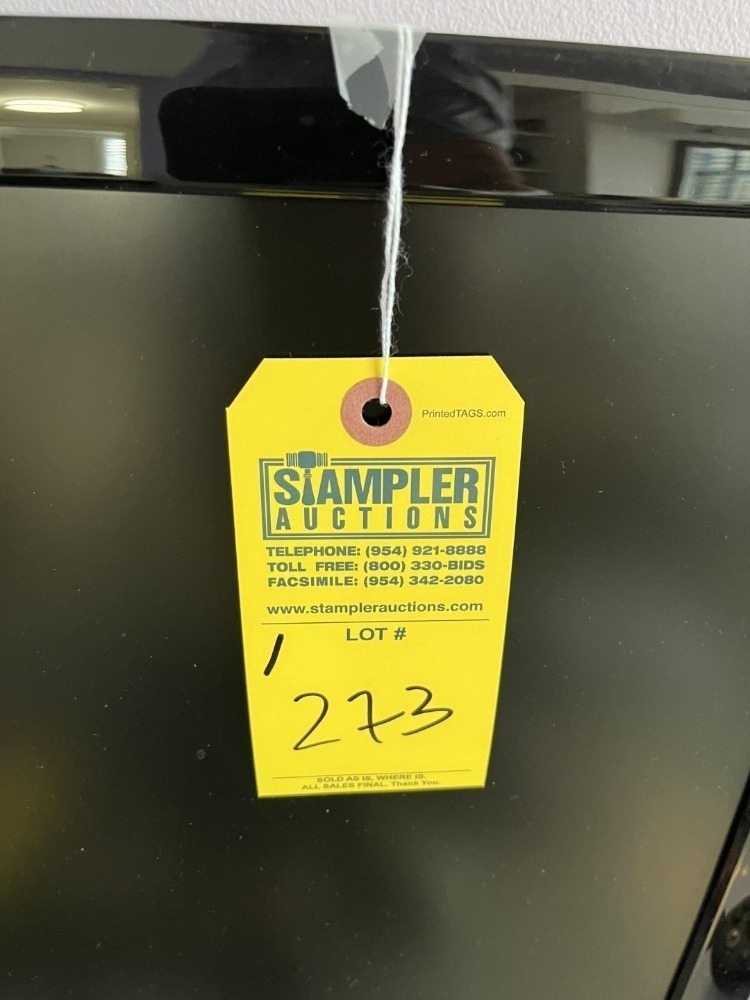 PrintedTAGS.com
STAMPLER
AUCTIONS
TELEPHONE: (954) 921-8888
TOLL FREE: (800) 330-BIDS
FACSIMILE: (954) 342-2080
www.stamplerauctions.com
LOT #
1
273
SOLD AS IS, WHERE IS.
ALL SALES FINAL. Thank You.